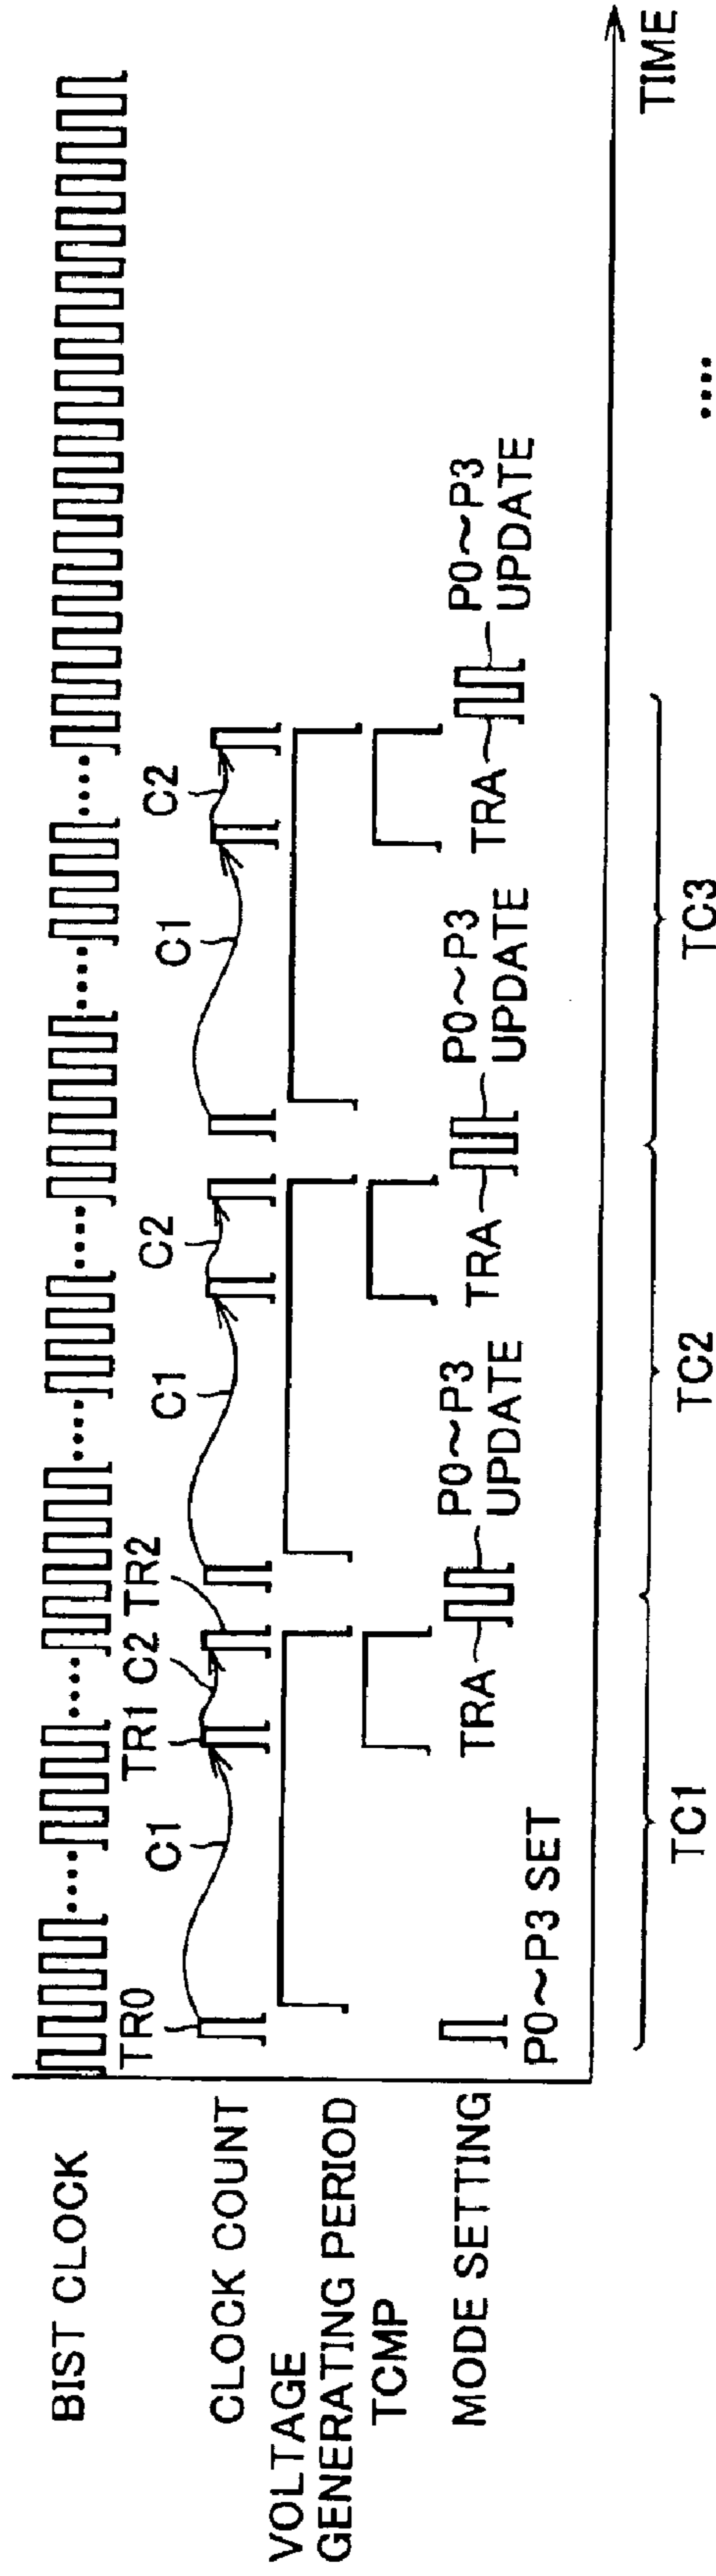 BIST CLOCK
....
....
....
....
....
....
CLOCK COUNT
TR0
C1
TR1
C2
TR2
C1
C2
C1
C2
VOLTAGE
GENERATING PERIOD
TCMP
MODE SETTING
P0~P3 SET
TRA
P0~P3
UPDATE
TRA
P0~P3
UPDATE
TRA
P0~P3
UPDATE
TIME
TC1
TC2
TC3
....